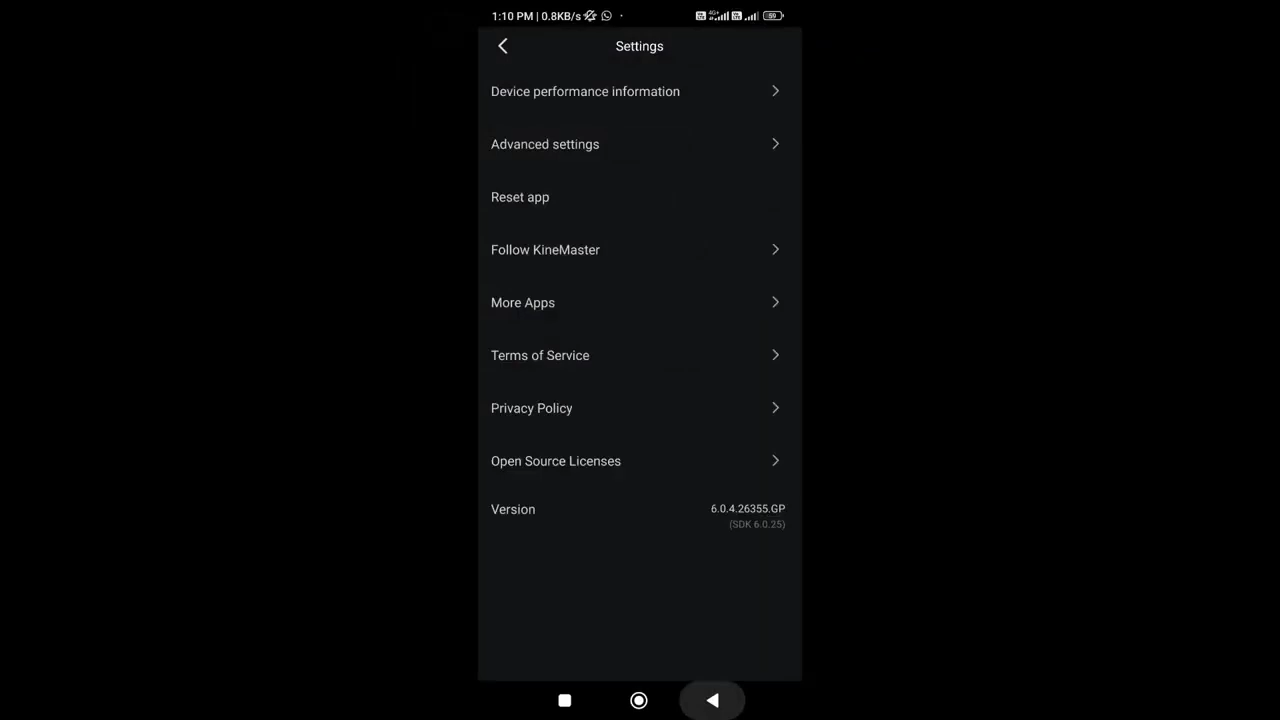 1:10 PM | 0.8KB/s
59
Settings
Device performance information
Advanced settings
Reset app
Follow KineMaster
More Apps
Terms of Service
Privacy Policy
Open Source Licenses
Version
6.0.4.26355.GP
(SDK 6.0.25)